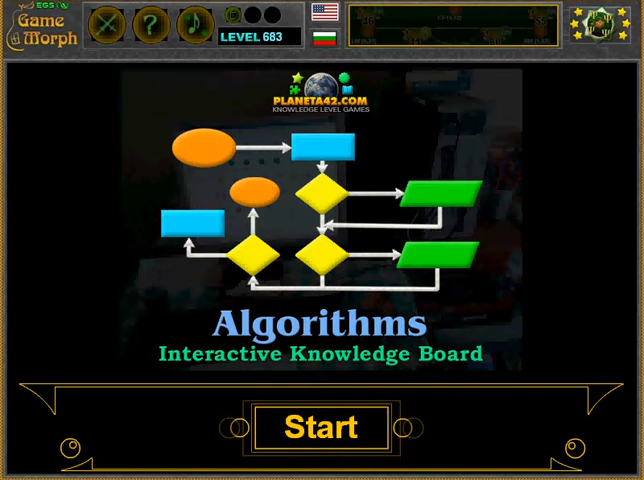 EGS
Game
Morph
?
LEVEL 683
PLANETA42.COM
KNOWLEDGE LEVEL GAMES
Algorithms
Interactive Knowledge Board
Start